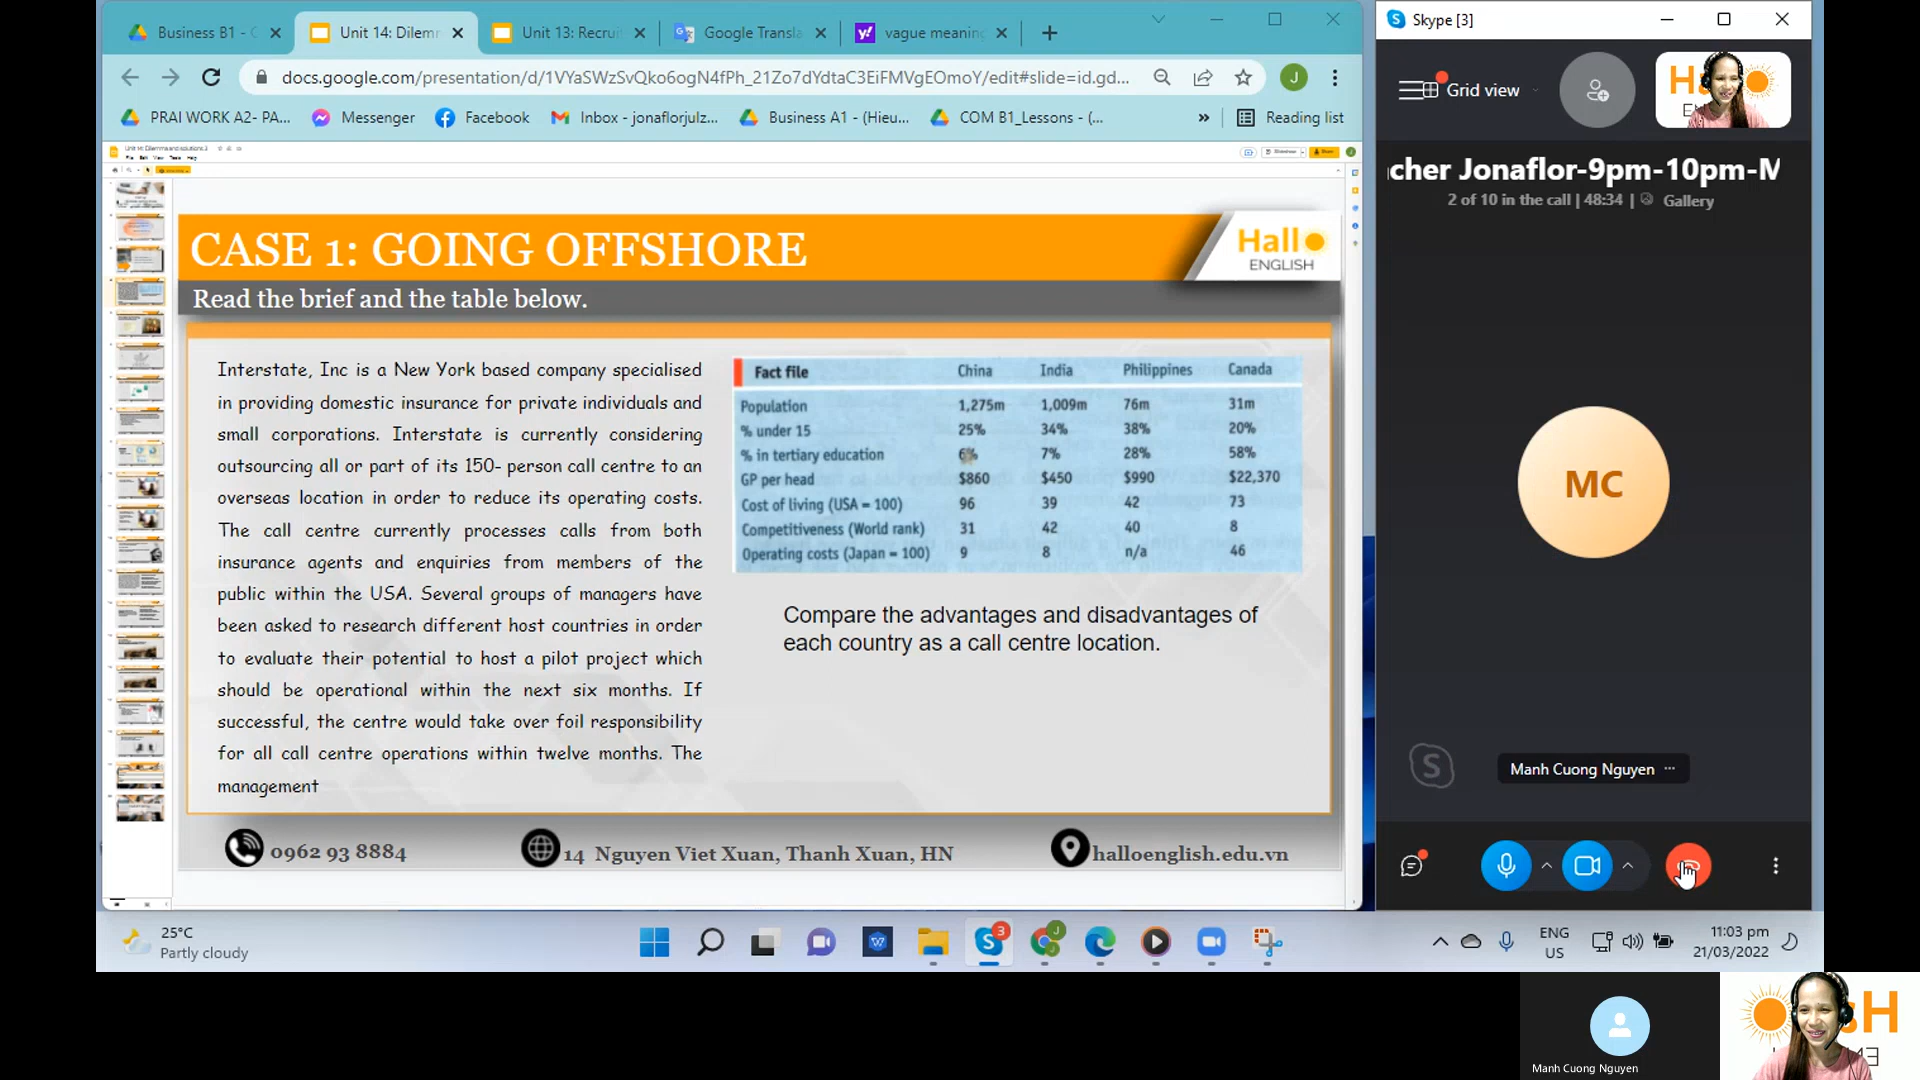 Business B1 - C
Unit 14: Dilem
Unit 13: Recrui
Google Transla
vague meaning
docs.google.com/presentation/d/1VYaSWzSvQko6ogN4fPh_21Zo7dYdtaC3EiFMVgEOmoY/edit#slide=id.gd...
J
PRAI WORK A2- PA...
Messenger
Facebook
Inbox - jonaflorjulz...
Business A1 - (Hieu...
COM B1_Lessons - (...
»
Reading list
CASE 1: GOING OFFSHORE
Hall
ENGLISH
Read the brief and the table below.
Interstate, Inc is a New York based company specialised
in providing domestic insurance for private individuals and
small corporations. Interstate is currently considering
outsourcing all or part of its 150- person call centre to an
overseas location in order to reduce its operating costs.
The call centre currently processes calls from both
insurance agents and enquiries from members of the
public within the USA. Several groups of managers have
been asked to research different host countries in order
to evaluate their potential to host a pilot project which
should be operational within the next six months. If
successful, the centre would take over foil responsibility
for all call centre operations within twelve months. The
management
Fact file China India Philippines Canada
Population 1,275m 1,009m 76m 31m
% under 15 25% 34% 38% 20%
% in tertiary education 6% 7% 28% 58%
GP per head $860 $450 $990 $22,370
Cost of living (USA = 100) 96 39 42 73
Competitiveness (World rank) 31 42 40 8
Operating costs (Japan = 100) 9 8 n/a 46
Compare the advantages and disadvantages of
each country as a call centre location.
0962 93 8884
14 Nguyen Viet Xuan, Thanh Xuan, HN
halloenglish.edu.vn
Skype [3]
Grid view
cher Jonaflor-9pm-10pm-M
2 of 10 in the call | 48:34 | Gallery
MC
Manh Cuong Nguyen
25°C
Partly cloudy
3
ENG
US
11:03 pm
21/03/2022
Manh Cuong Nguyen